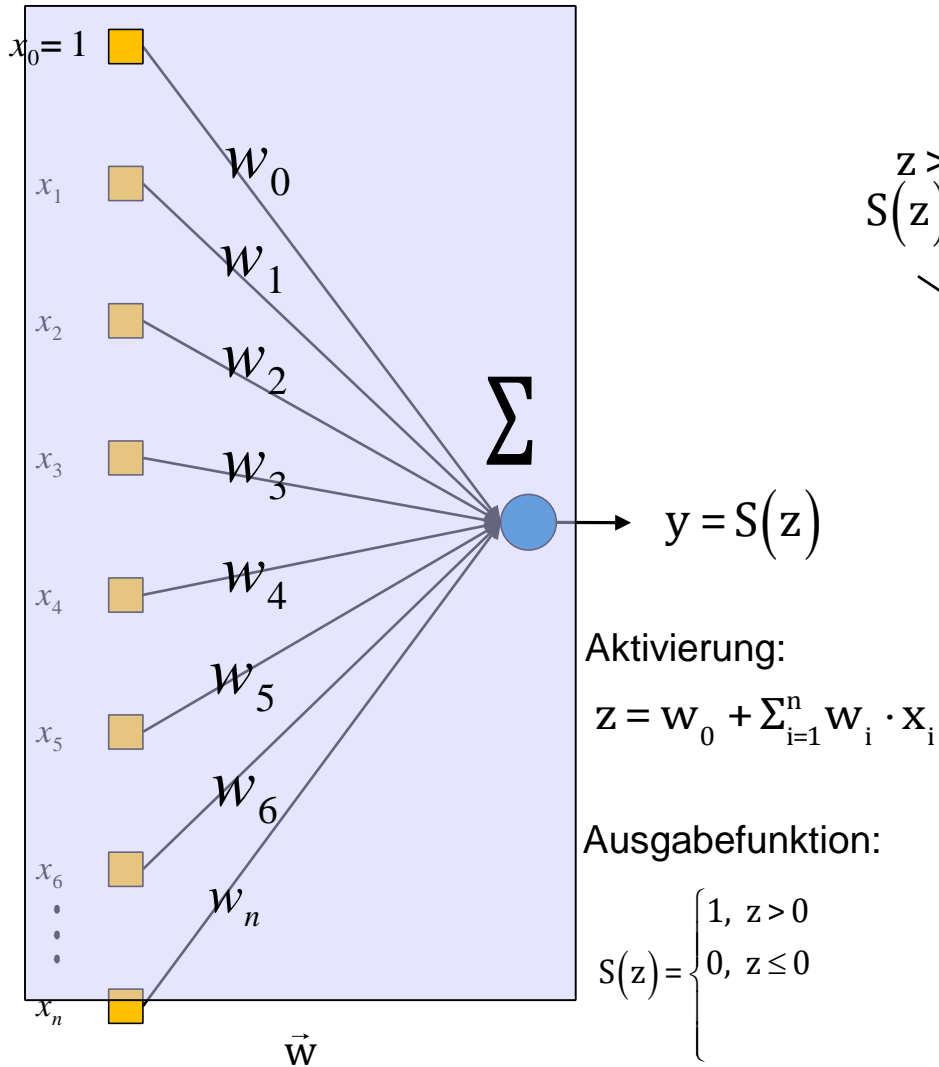 x₀= 1
w₀
x₁
w₁
x₂
w₂
x₃
w₃
x₄
w₄
x₅
w₅
x₆
w₆
xₙ
wₙ
w⃗
∑
z >
S(z)
y = S(z)
Aktivierung:
z = w₀ + Σⁿᵢ₌₁ wᵢ · xᵢ
Ausgabefunktion:
S(z) = { 1, z > 0
0, z ≤ 0